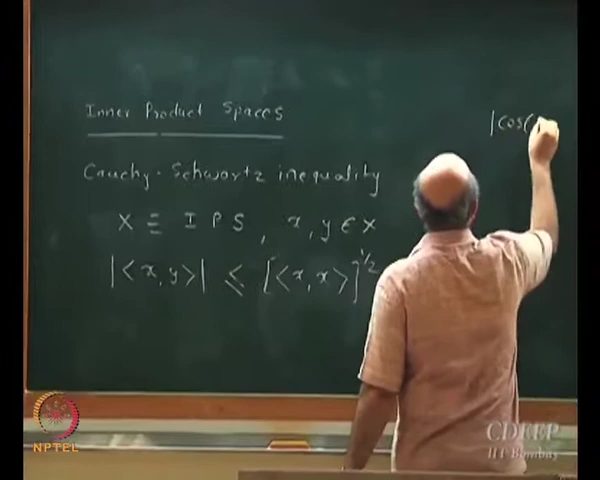 Inner Product Spaces
|Cos(
Cauchy-Schwartz inequality
X ≡ IPS, x, y ∈ X
|<x, y>| ≤ [<x, x>]^1/2
NPTEL
CDEEP
IIT Bombay